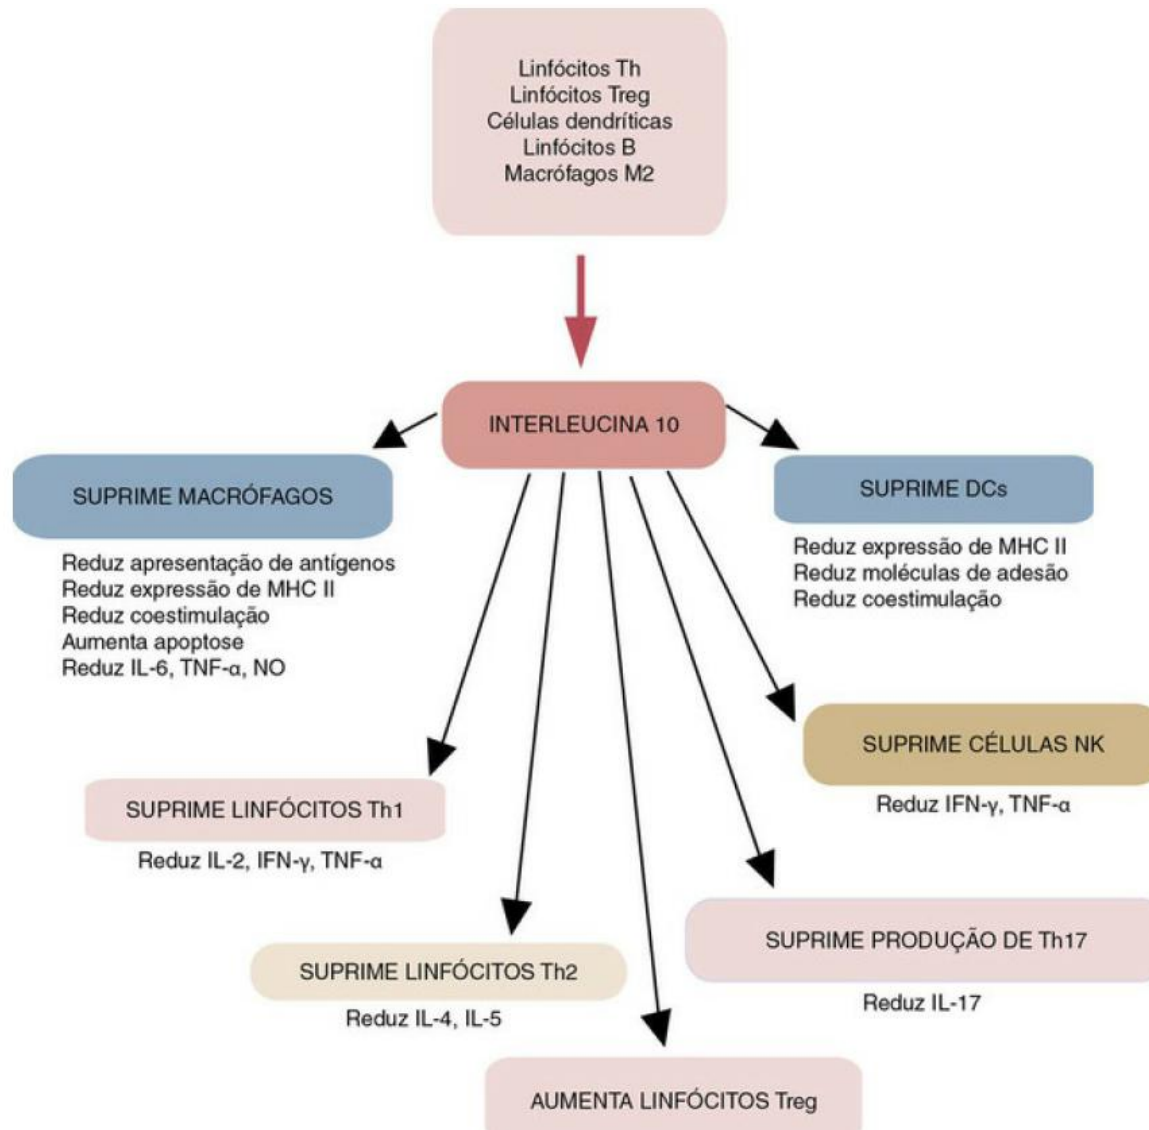 Linfócitos Th
Linfócitos Treg
Células dendríticas
Linfócitos B
Macrófagos M2
INTERLEUCINA 10
SUPRIME MACRÓFAGOS
Reduz apresentação de antígenos
Reduz expressão de MHC II
Reduz coestimulação
Aumenta apoptose
Reduz IL-6, TNF-α, NO
SUPRIME DCs
Reduz expressão de MHC II
Reduz moléculas de adesão
Reduz coestimulação
SUPRIME CÉLULAS NK
Reduz IFN-γ, TNF-α
SUPRIME LINFÓCITOS Th1
Reduz IL-2, IFN-γ, TNF-α
SUPRIME PRODUÇÃO DE Th17
Reduz IL-17
SUPRIME LINFÓCITOS Th2
Reduz IL-4, IL-5
AUMENTA LINFÓCITOS Treg